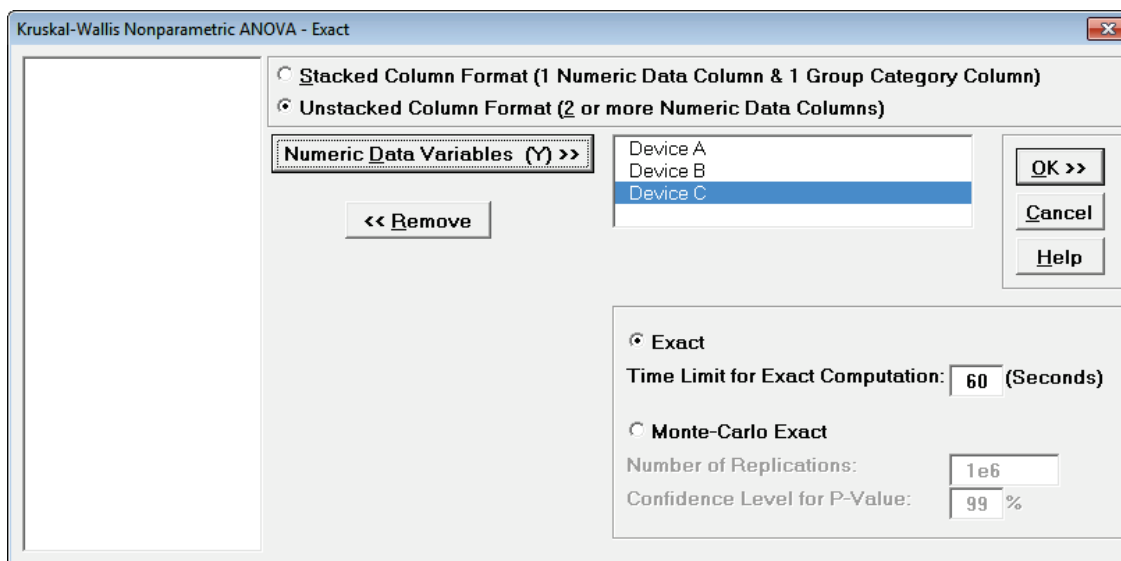 Kruskal-Wallis Nonparametric ANOVA - Exact
Stacked Column Format (1 Numeric Data Column & 1 Group Category Column)
Unstacked Column Format (2 or more Numeric Data Columns)
Numeric Data Variables (Y) >>
<< Remove
Device A
Device B
Device C
OK >>
Cancel
Help
Exact
Time Limit for Exact Computation: 60 (Seconds)
Monte-Carlo Exact
Number of Replications: 1e6
Confidence Level for P-Value: 99 %